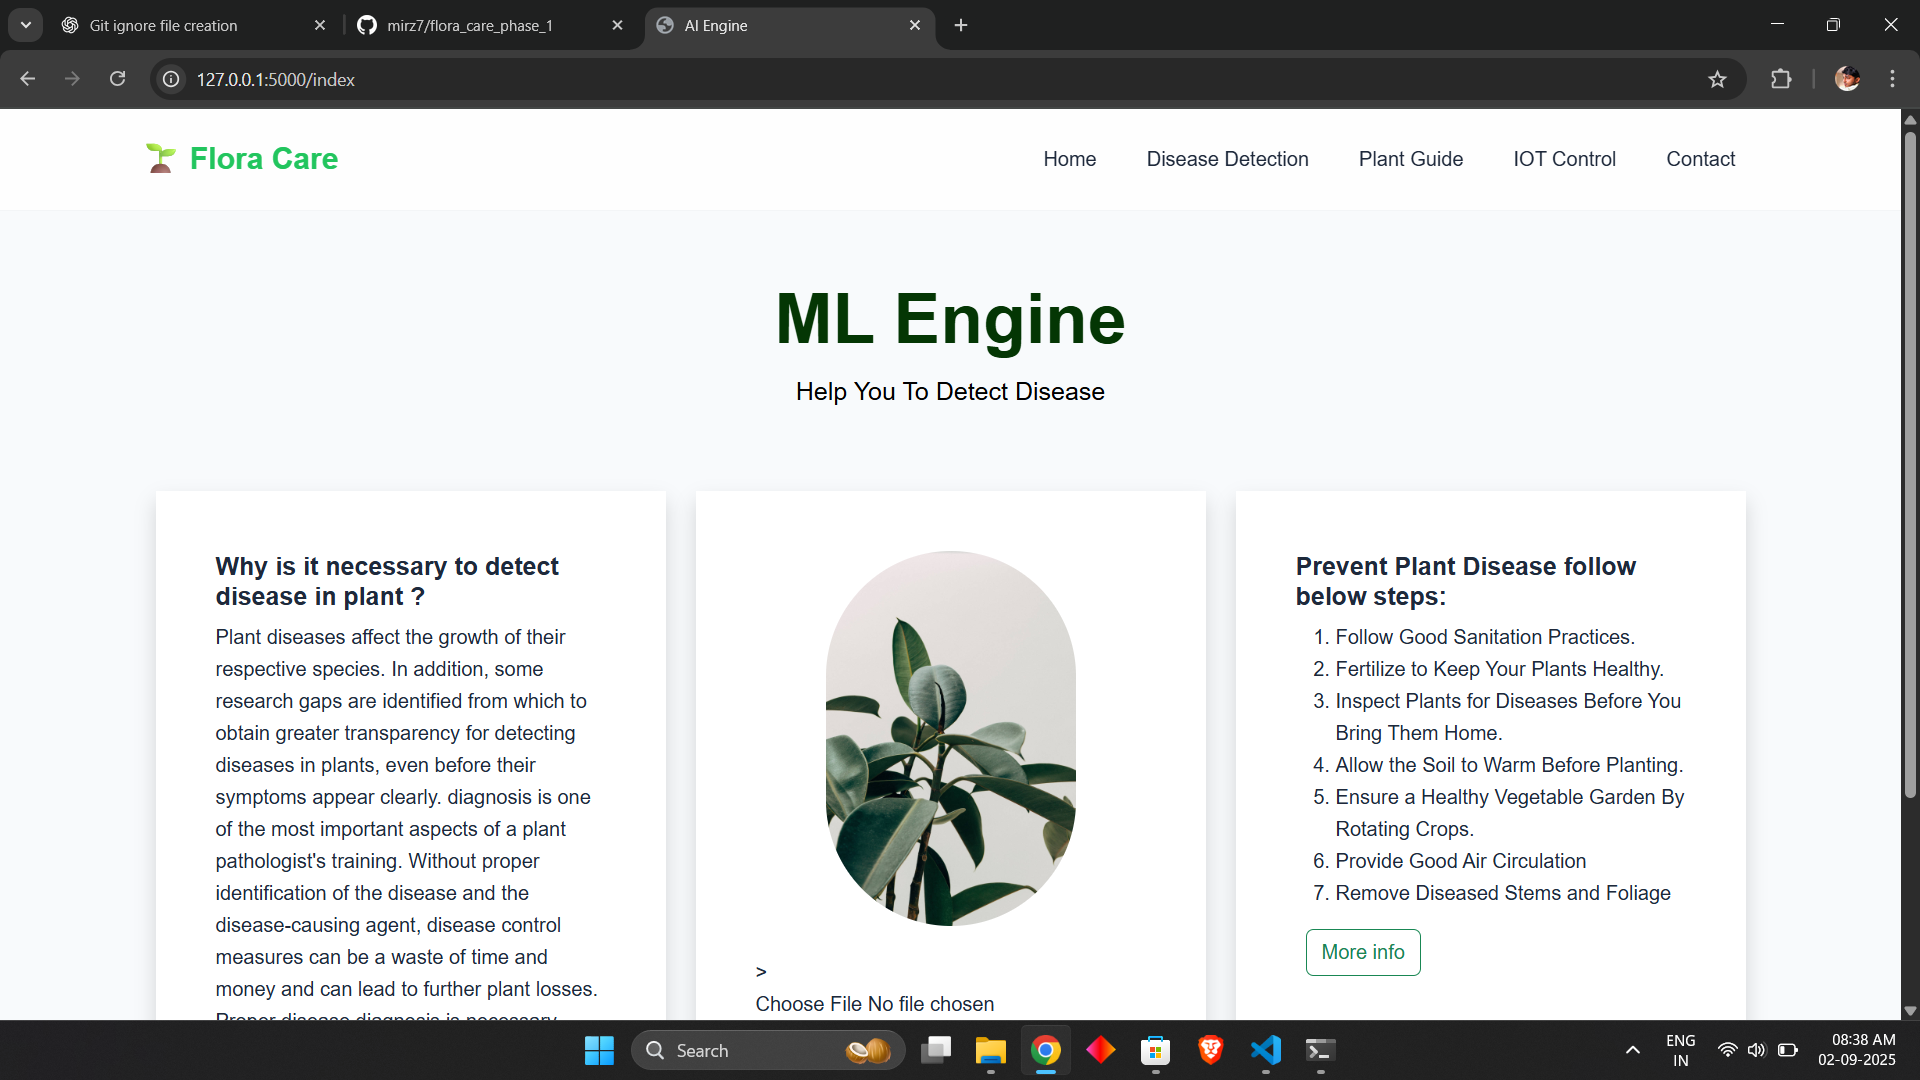 Git ignore file creation
mirz7/flora_care_phase_1
AI Engine
127.0.0.1:5000/index
Flora Care
Home
Disease Detection
Plant Guide
IOT Control
Contact
ML Engine
Help You To Detect Disease
Why is it necessary to detect
disease in plant ?
Plant diseases affect the growth of their
respective species. In addition, some
research gaps are identified from which to
obtain greater transparency for detecting
diseases in plants, even before their
symptoms appear clearly. diagnosis is one
of the most important aspects of a plant
pathologist's training. Without proper
identification of the disease and the
disease-causing agent, disease control
measures can be a waste of time and
money and can lead to further plant losses.
Proper disease diagnosis is necessary
>
Choose File No file chosen
Prevent Plant Disease follow
below steps:
1. Follow Good Sanitation Practices.
2. Fertilize to Keep Your Plants Healthy.
3. Inspect Plants for Diseases Before You
Bring Them Home.
4. Allow the Soil to Warm Before Planting.
5. Ensure a Healthy Vegetable Garden By
Rotating Crops.
6. Provide Good Air Circulation
7. Remove Diseased Stems and Foliage
More info
Search
ENG
IN
08:38 AM
02-09-2025